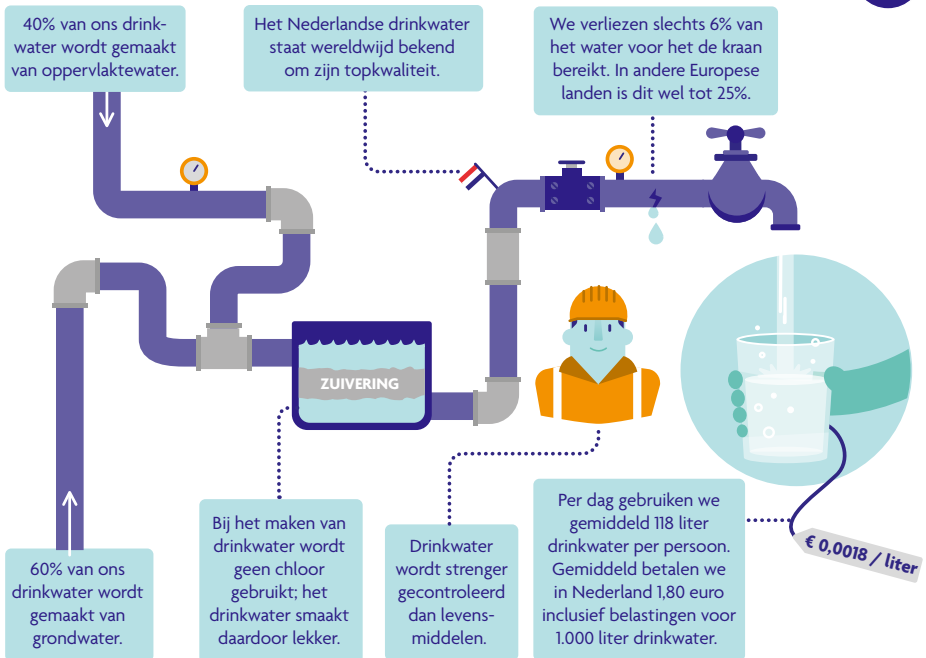 40% van ons drink-
water wordt gemaakt
van oppervlaktewater.
Het Nederlandse drinkwater
staat wereldwijd bekend
om zijn topkwaliteit.
We verliezen slechts 6% van
het water voor het de kraan
bereikt. In andere Europese
landen is dit wel tot 25%.
ZUIVERING
60% van ons
drinkwater wordt
gemaakt van
grondwater.
Bij het maken van
drinkwater wordt
geen chloor
gebruikt; het
drinkwater smaakt
daardoor lekker.
Drinkwater
wordt strenger
gecontroleerd
dan levens-
middelen.
Per dag gebruiken we
gemiddeld 118 liter
drinkwater per persoon.
Gemiddeld betalen we
in Nederland 1,80 euro
inclusief belastingen voor
1.000 liter drinkwater.
€ 0,0018 / liter